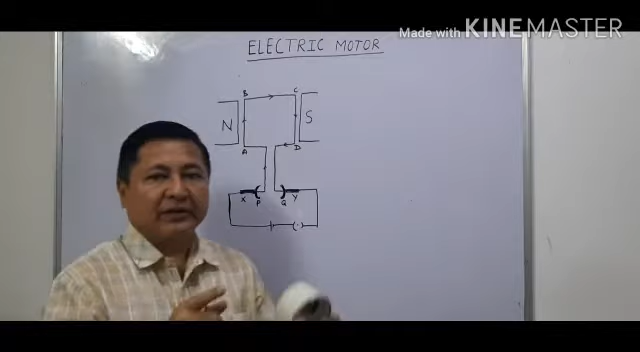 Made with KINEMASTER
ELECTRIC MOTOR
B C
N S
A D
X P Q Y